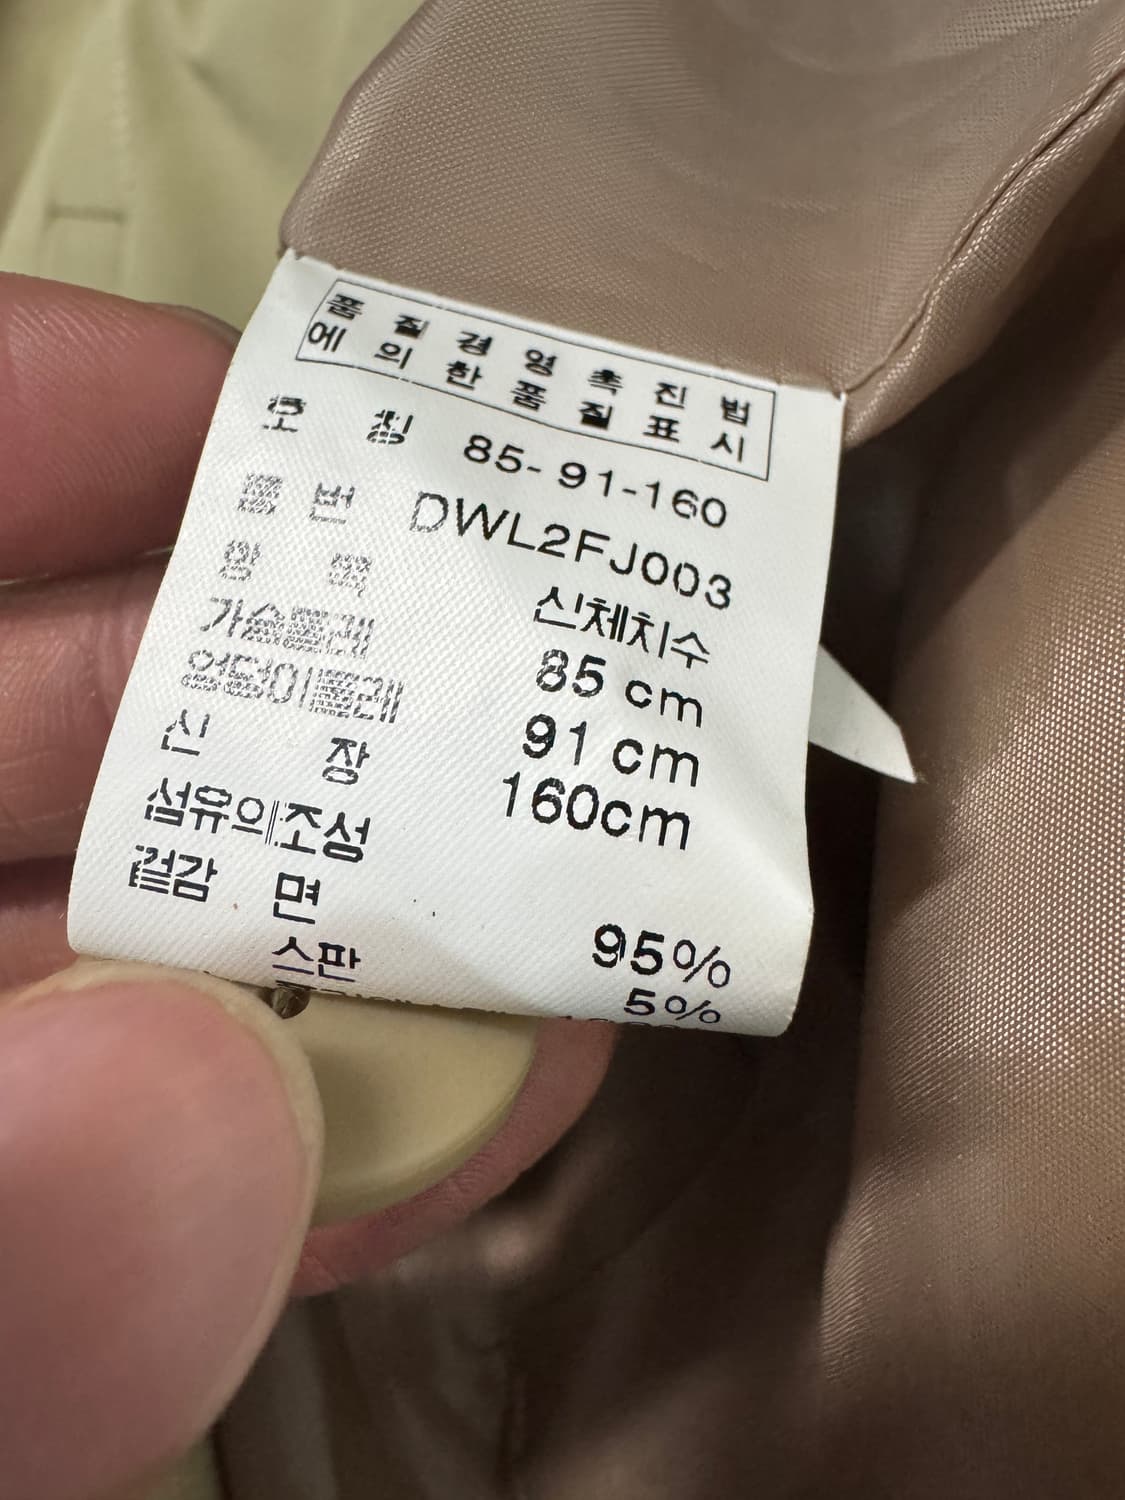 품질경영촉진법
에의한품질표시
호칭 85-91-160
품번 DWL2FJ003
항목 신체치수
가슴둘레 85 cm
엉덩이둘레 91 cm
신장 160cm
섬유의조성
겉감 면 95%
스판 5%